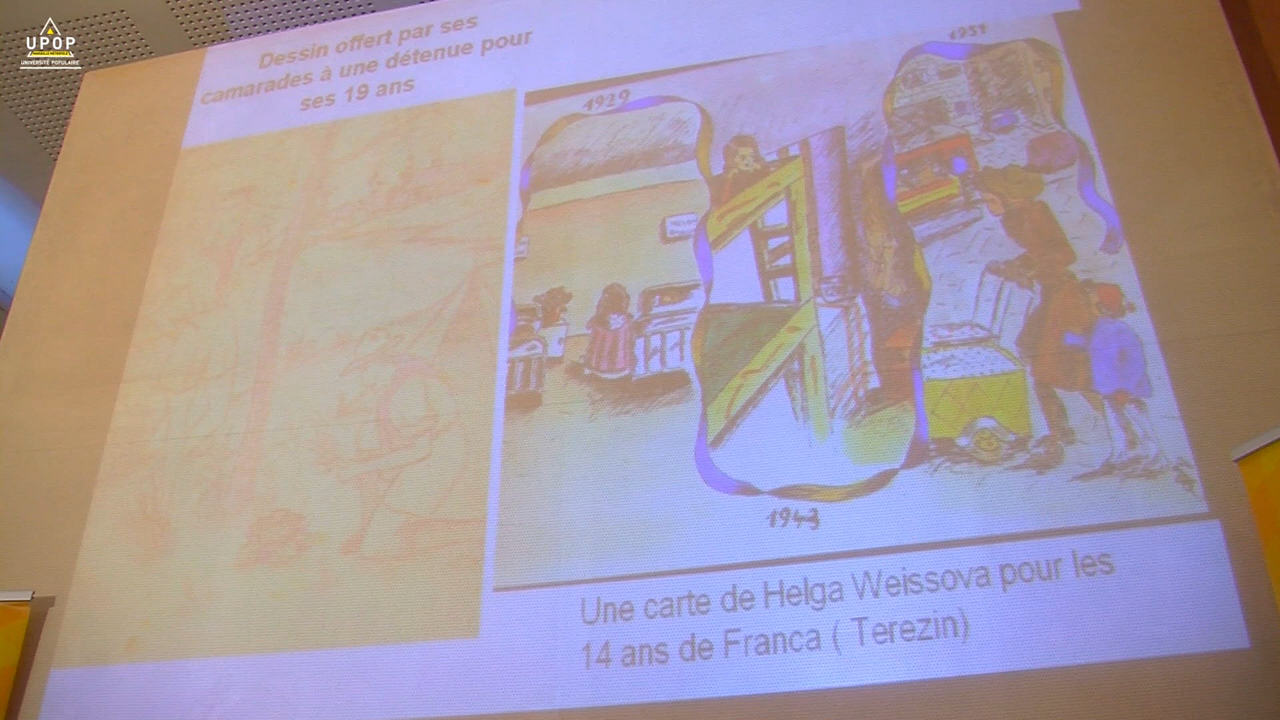 UPOP
UNIVERSITÉ POPULAIRE
Dessin offert par ses
camarades à une détenue pour
ses 19 ans
1929
1943
Une carte de Helga Weissova pour les
14 ans de Franca ( Terezin)